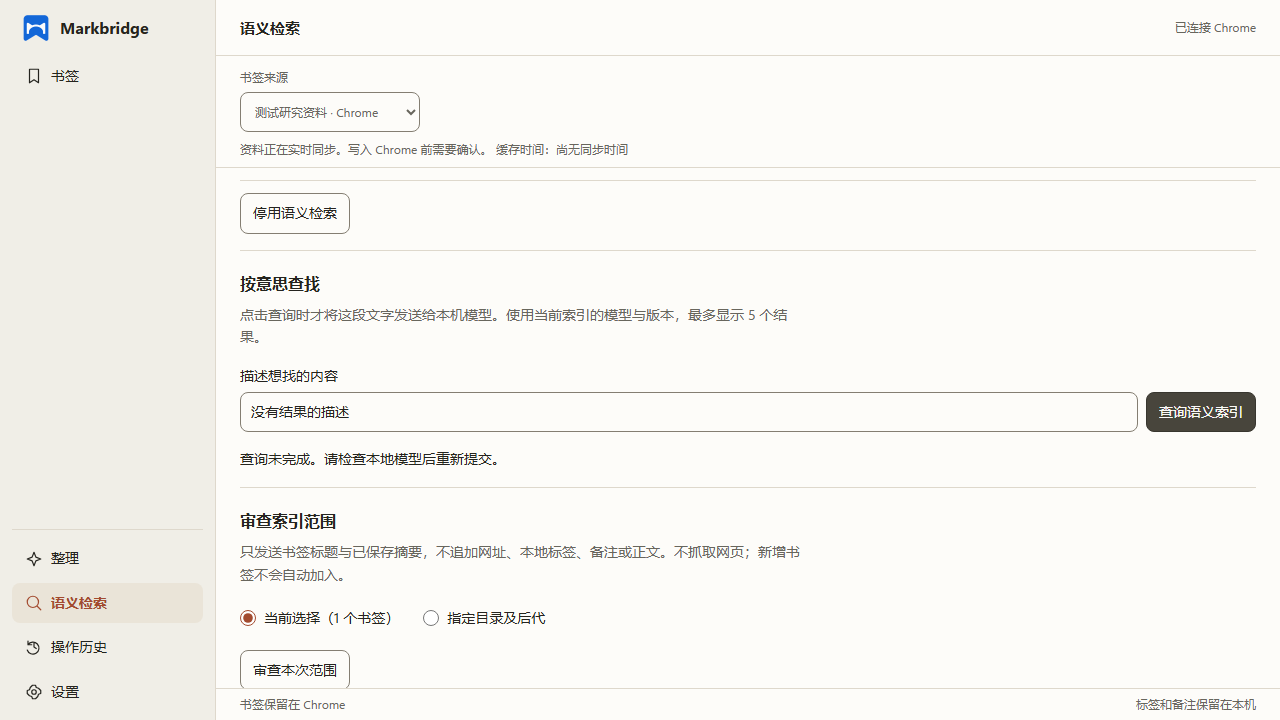 Markbridge
书签
整理
语义检索
操作历史
设置
语义检索
已连接 Chrome
书签来源
测试研究资料 · Chrome
资料正在实时同步。写入 Chrome 前需要确认。 缓存时间：尚无同步时间
停用语义检索
按意思查找
点击查询时才将这段文字发送给本机模型。使用当前索引的模型与版本，最多显示 5 个结
果。
描述想找的内容
没有结果的描述
查询语义索引
查询未完成。请检查本地模型后重新提交。
审查索引范围
只发送书签标题与已保存摘要，不追加网址、本地标签、备注或正文。不抓取网页；新增书
签不会自动加入。
当前选择（1 个书签）
指定目录及后代
审查本次范围
书签保留在 Chrome
标签和备注保留在本机